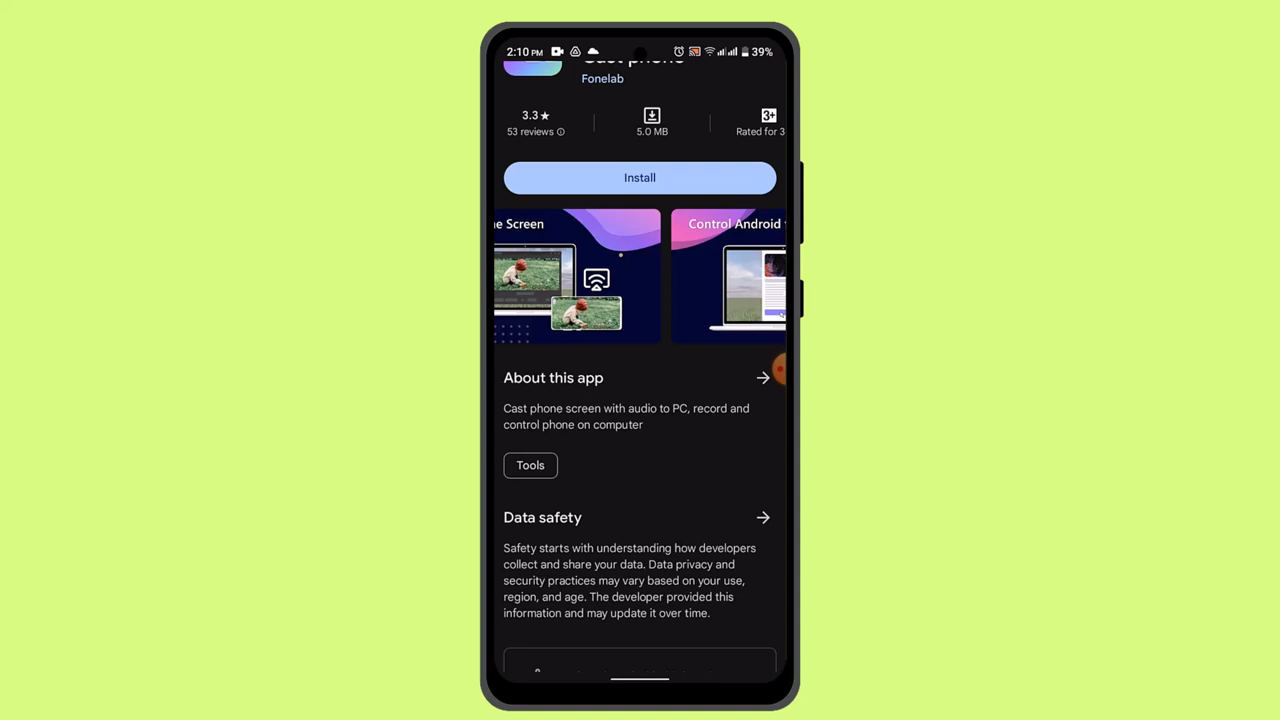 2:10 PM 39%
Cast phone
Fonelab
3.3★ 3+
53 reviews 5.0 MB Rated for 3
Install
ne Screen Control Android
About this app
Cast phone screen with audio to PC, record and
control phone on computer
Tools
Data safety
Safety starts with understanding how developers
collect and share your data. Data privacy and
security practices may vary based on your use,
region, and age. The developer provided this
information and may update it over time.